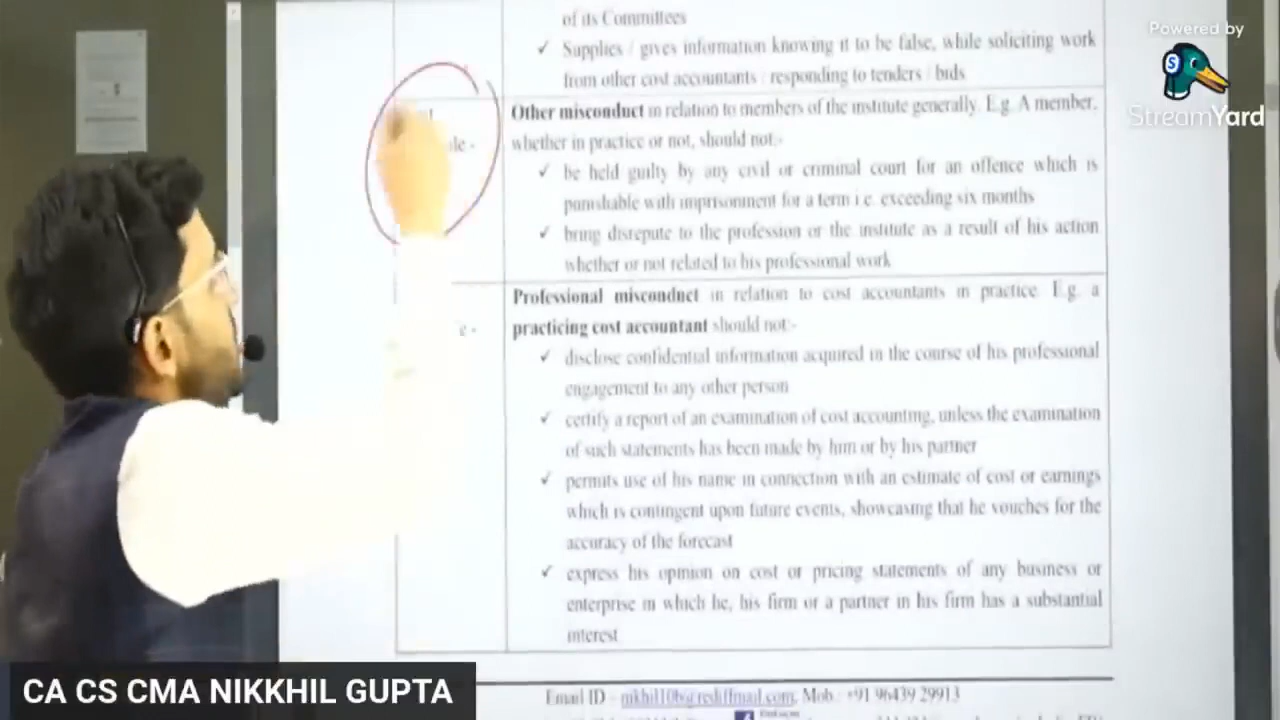 of its Committees
✓ Supplies / gives information knowing it to be false, while soliciting work
from other cost accountants / responding to tenders / bids
Powered by
StreamYard
Other misconduct in relation to members of the institute generally. E.g. A member,
whether in practice or not, should not:-
✓ be held guilty by any civil or criminal court for an offence which is
punishable with imprisonment for a term i.e. exceeding six months
✓ bring disrepute to the profession or the institute as a result of his action
whether or not related to his professional work
Professional misconduct in relation to cost accountants in practice. E.g. a
practicing cost accountant should not:-
✓ disclose confidential information acquired in the course of his professional
engagement to any other person
✓ certify a report of an examination of cost accounting, unless the examination
of such statements has been made by him or by his partner
✓ permits use of his name in connection with an estimate of cost or earnings
which is contingent upon future events, showcasing that he vouches for the
accuracy of the forecast
✓ express his opinion on cost or pricing statements of any business or
enterprise in which he, his firm or a partner in his firm has a substantial
interest
CA CS CMA NIKKHIL GUPTA
Email ID – nikhil106@rediffmail.com, Mob : +91 96439 29913